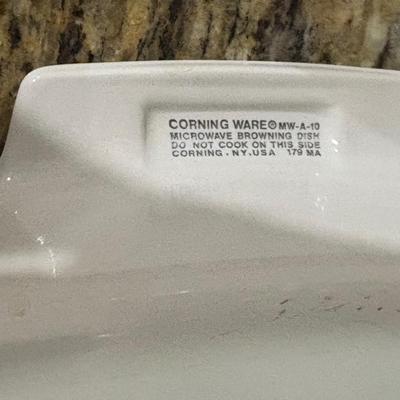 CORNING WARE® MW-A-10
MICROWAVE BROWNING DISH
DO NOT COOK ON THIS SIDE
CORNING, NY, USA 179 MA